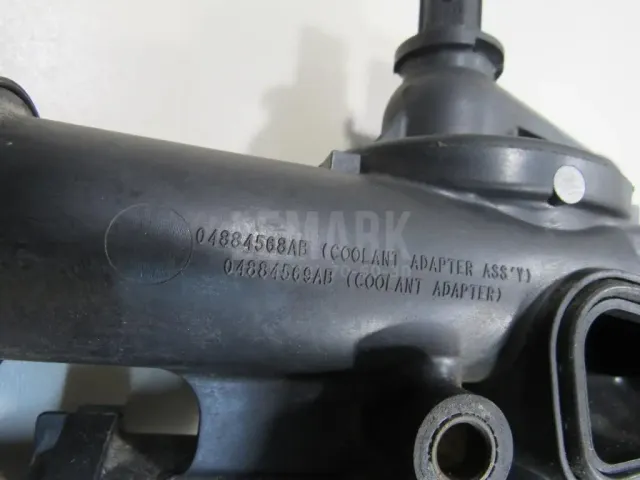 04884568AB (COOLANT ADAPTER ASS'Y)
04884569AB (COOLANT ADAPTER)